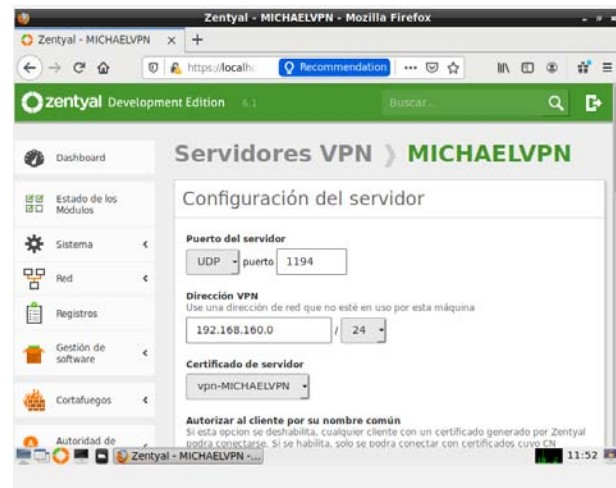 Zentyal - MICHAELVPN - Mozilla Firefox
Zentyal - MICHAELVPN
https://localh
Recommendation
zentyal Development Edition 6.1
Buscar...
Dashboard
Estado de los
Módulos
Sistema
Red
Registros
Gestión de
software
Cortafuegos
Autoridad de
Servidores VPN MICHAELVPN
Configuración del servidor
Puerto del servidor
UDP puerto 1194
Dirección VPN
Use una dirección de red que no esté en uso por esta máquina
192.168.160.0 / 24
Certificado de servidor
vpn-MICHAELVPN
Autorizar al cliente por su nombre común
Si esta opcion se deshabilita, cualquier cliente con un certificado generado por Zentyal
podra conectarse. Si se habilita, solo se podra conectar con certificados cuyo CN
Zentyal - MICHAELVPN -...
11:52